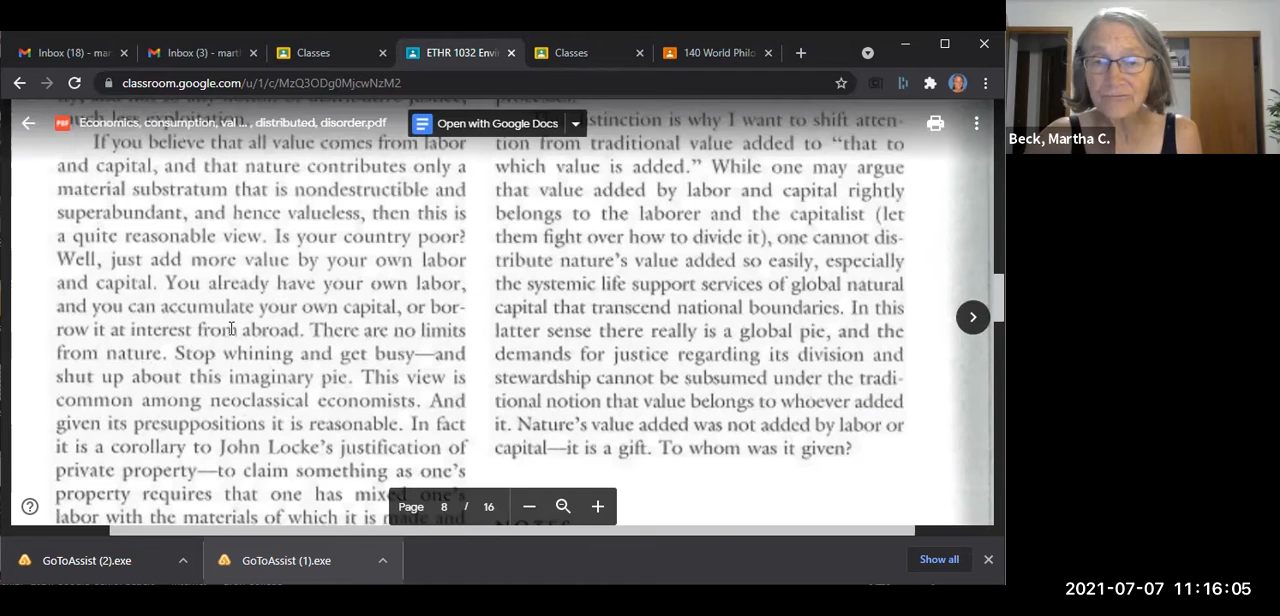 Inbox (18) - mar
Inbox (3) - mart
Classes
ETHR 1032 Envi
Classes
140 World Philo
classroom.google.com/u/1/c/MzQ3ODg0MjcwNzM2
Beck, Martha C.
PDF
Economics, consumption, val ... , distributed, disorder.pdf
Open with Google Docs
much less exploitation.
If you believe that all value comes from labor
and capital, and that nature contributes only a
material substratum that is nondestructible and
superabundant, and hence valueless, then this is
a quite reasonable view. Is your country poor?
Well, just add more value by your own labor
and capital. You already have your own labor,
and you can accumulate your own capital, or bor-
row it at interest from abroad. There are no limits
from nature. Stop whining and get busy—and
shut up about this imaginary pie. This view is
common among neoclassical economists. And
given its presuppositions it is reasonable. In fact
it is a corollary to John Locke's justification of
private property—to claim something as one's
property requires that one has mixed one's
labor with the materials of which it is made and
processes.
distinction is why I want to shift atten-
tion from traditional value added to "that to
which value is added." While one may argue
that value added by labor and capital rightly
belongs to the laborer and the capitalist (let
them fight over how to divide it), one cannot dis-
tribute nature's value added so easily, especially
the systemic life support services of global natural
capital that transcend national boundaries. In this
latter sense there really is a global pie, and the
demands for justice regarding its division and
stewardship cannot be subsumed under the tradi-
tional notion that value belongs to whoever added
it. Nature's value added was not added by labor or
capital—it is a gift. To whom was it given?
NOTES
Page 8 / 16
GoToAssist (2).exe
GoToAssist (1).exe
Show all
2021-07-07 11:16:05